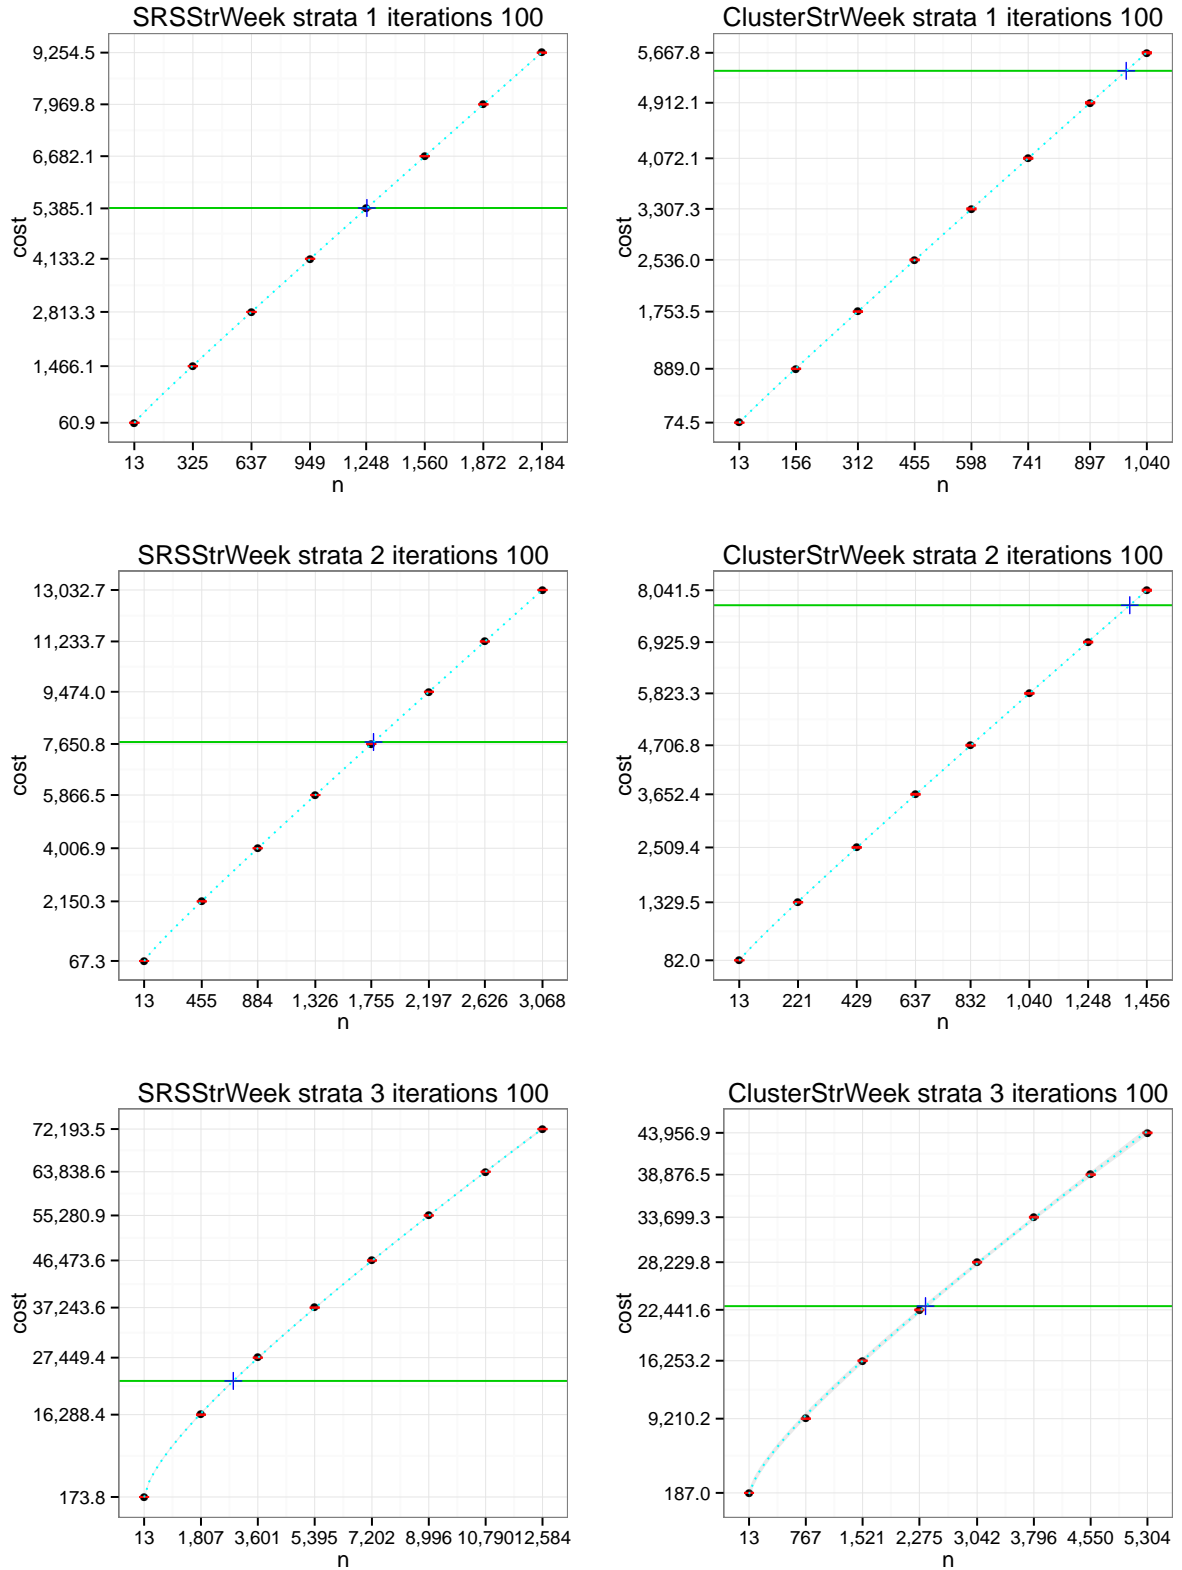 SRSStrWeek strata 1 iterations 100
9,254.5
7,969.8
6,682.1
5,385.1
4,133.2
2,813.3
1,466.1
60.9
cost
13 325 637 949 1,248 1,560 1,872 2,184
n
ClusterStrWeek strata 1 iterations 100
5,667.8
4,912.1
4,072.1
3,307.3
2,536.0
1,753.5
889.0
74.5
cost
13 156 312 455 598 741 897 1,040
n
SRSStrWeek strata 2 iterations 100
13,032.7
11,233.7
9,474.0
7,650.8
5,866.5
4,006.9
2,150.3
67.3
cost
13 455 884 1,326 1,755 2,197 2,626 3,068
n
ClusterStrWeek strata 2 iterations 100
8,041.5
6,925.9
5,823.3
4,706.8
3,652.4
2,509.4
1,329.5
82.0
cost
13 221 429 637 832 1,040 1,248 1,456
n
SRSStrWeek strata 3 iterations 100
72,193.5
63,838.6
55,280.9
46,473.6
37,243.6
27,449.4
16,288.4
173.8
cost
13 1,807 3,601 5,395 7,202 8,996 10,790 12,584
n
ClusterStrWeek strata 3 iterations 100
43,956.9
38,876.5
33,699.3
28,229.8
22,441.6
16,253.2
9,210.2
187.0
cost
13 767 1,521 2,275 3,042 3,796 4,550 5,304
n